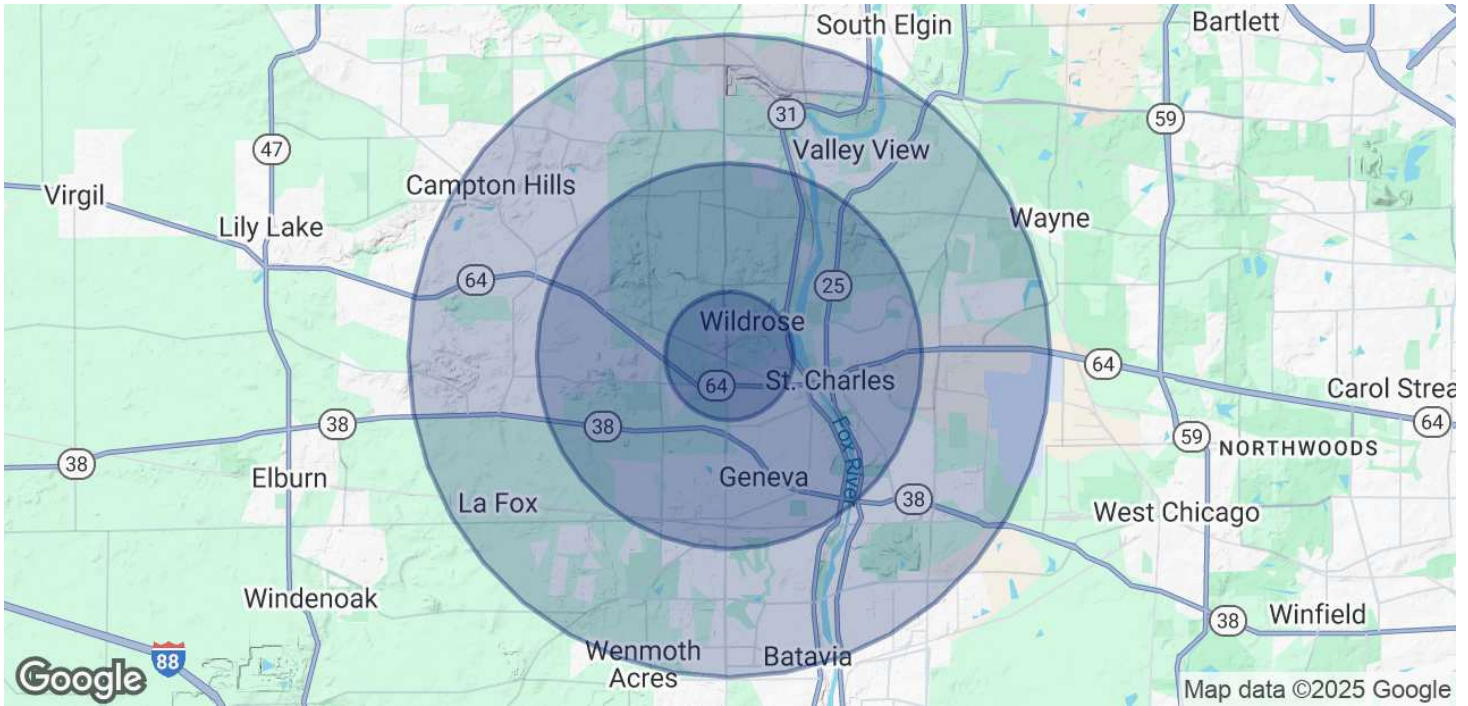 South Elgin
Bartlett
31
59
47
Valley View
Campton Hills
Virgil
Lily Lake
Wayne
64
25
Wildrose
64
64
St. Charles
Carol Strea
64
38
38
38
59
NORTHWOODS
Fox River
Elburn
Geneva
La Fox
38
West Chicago
Windenoak
Winfield
38
Wenmoth
Acres
Batavia
88
Google
Map data ©2025 Google